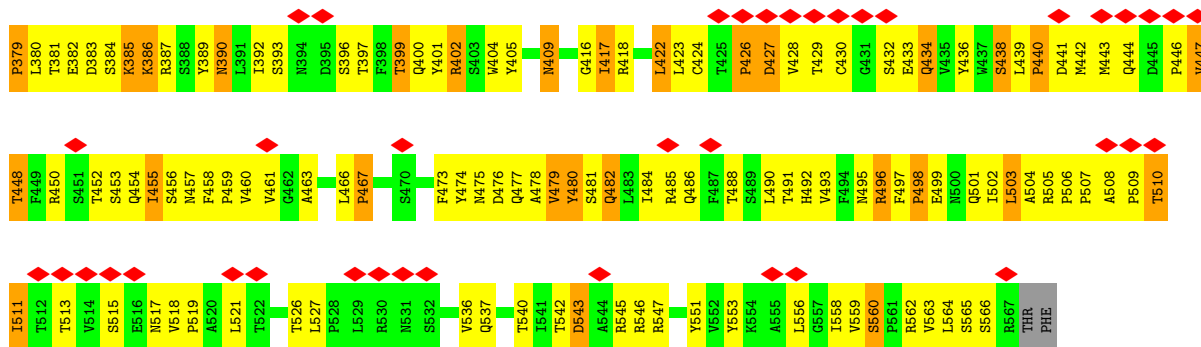 P379 L380 T381 E382 D383 S384 K385 K386 R387 S388 Y389 N390 L391 I392 S393 N394 D395 S396 T397 F398 T399 Q400 Y401 R402 S403 W404 Y405 N409 G416 I417 R418 L422 L423 C424 T425 P426 D427 V428 T429 C430 G431 S432 E433 Q434 V435 Y436 W437 S438 L439 P440 D441 M442 M443 Q444 D445 P446 V447
T448 F449 R450 S451 T452 S453 Q454 I455 S456 N457 F458 P459 V460 V461 G462 A463 L466 P467 S470 F473 Y474 N475 D476 Q477 A478 V479 Y480 S481 Q482 L483 I484 R485 Q486 F487 T488 S489 L490 T491 H492 V493 F494 N495 R496 F497 P498 E499 N500 Q501 I502 L503 A504 R505 P506 P507 A508 P509 T510
I511 T512 T513 V514 S515 E516 N517 V518 P519 A520 L521 T522 T526 L527 P528 L529 R530 N531 S532 V536 Q537 T540 I541 T542 D543 A544 R545 R546 R547 Y551 V552 Y553 K554 A555 L556 G557 I558 V559 S560 P561 R562 V563 L564 S565 S566 R567 THR PHE